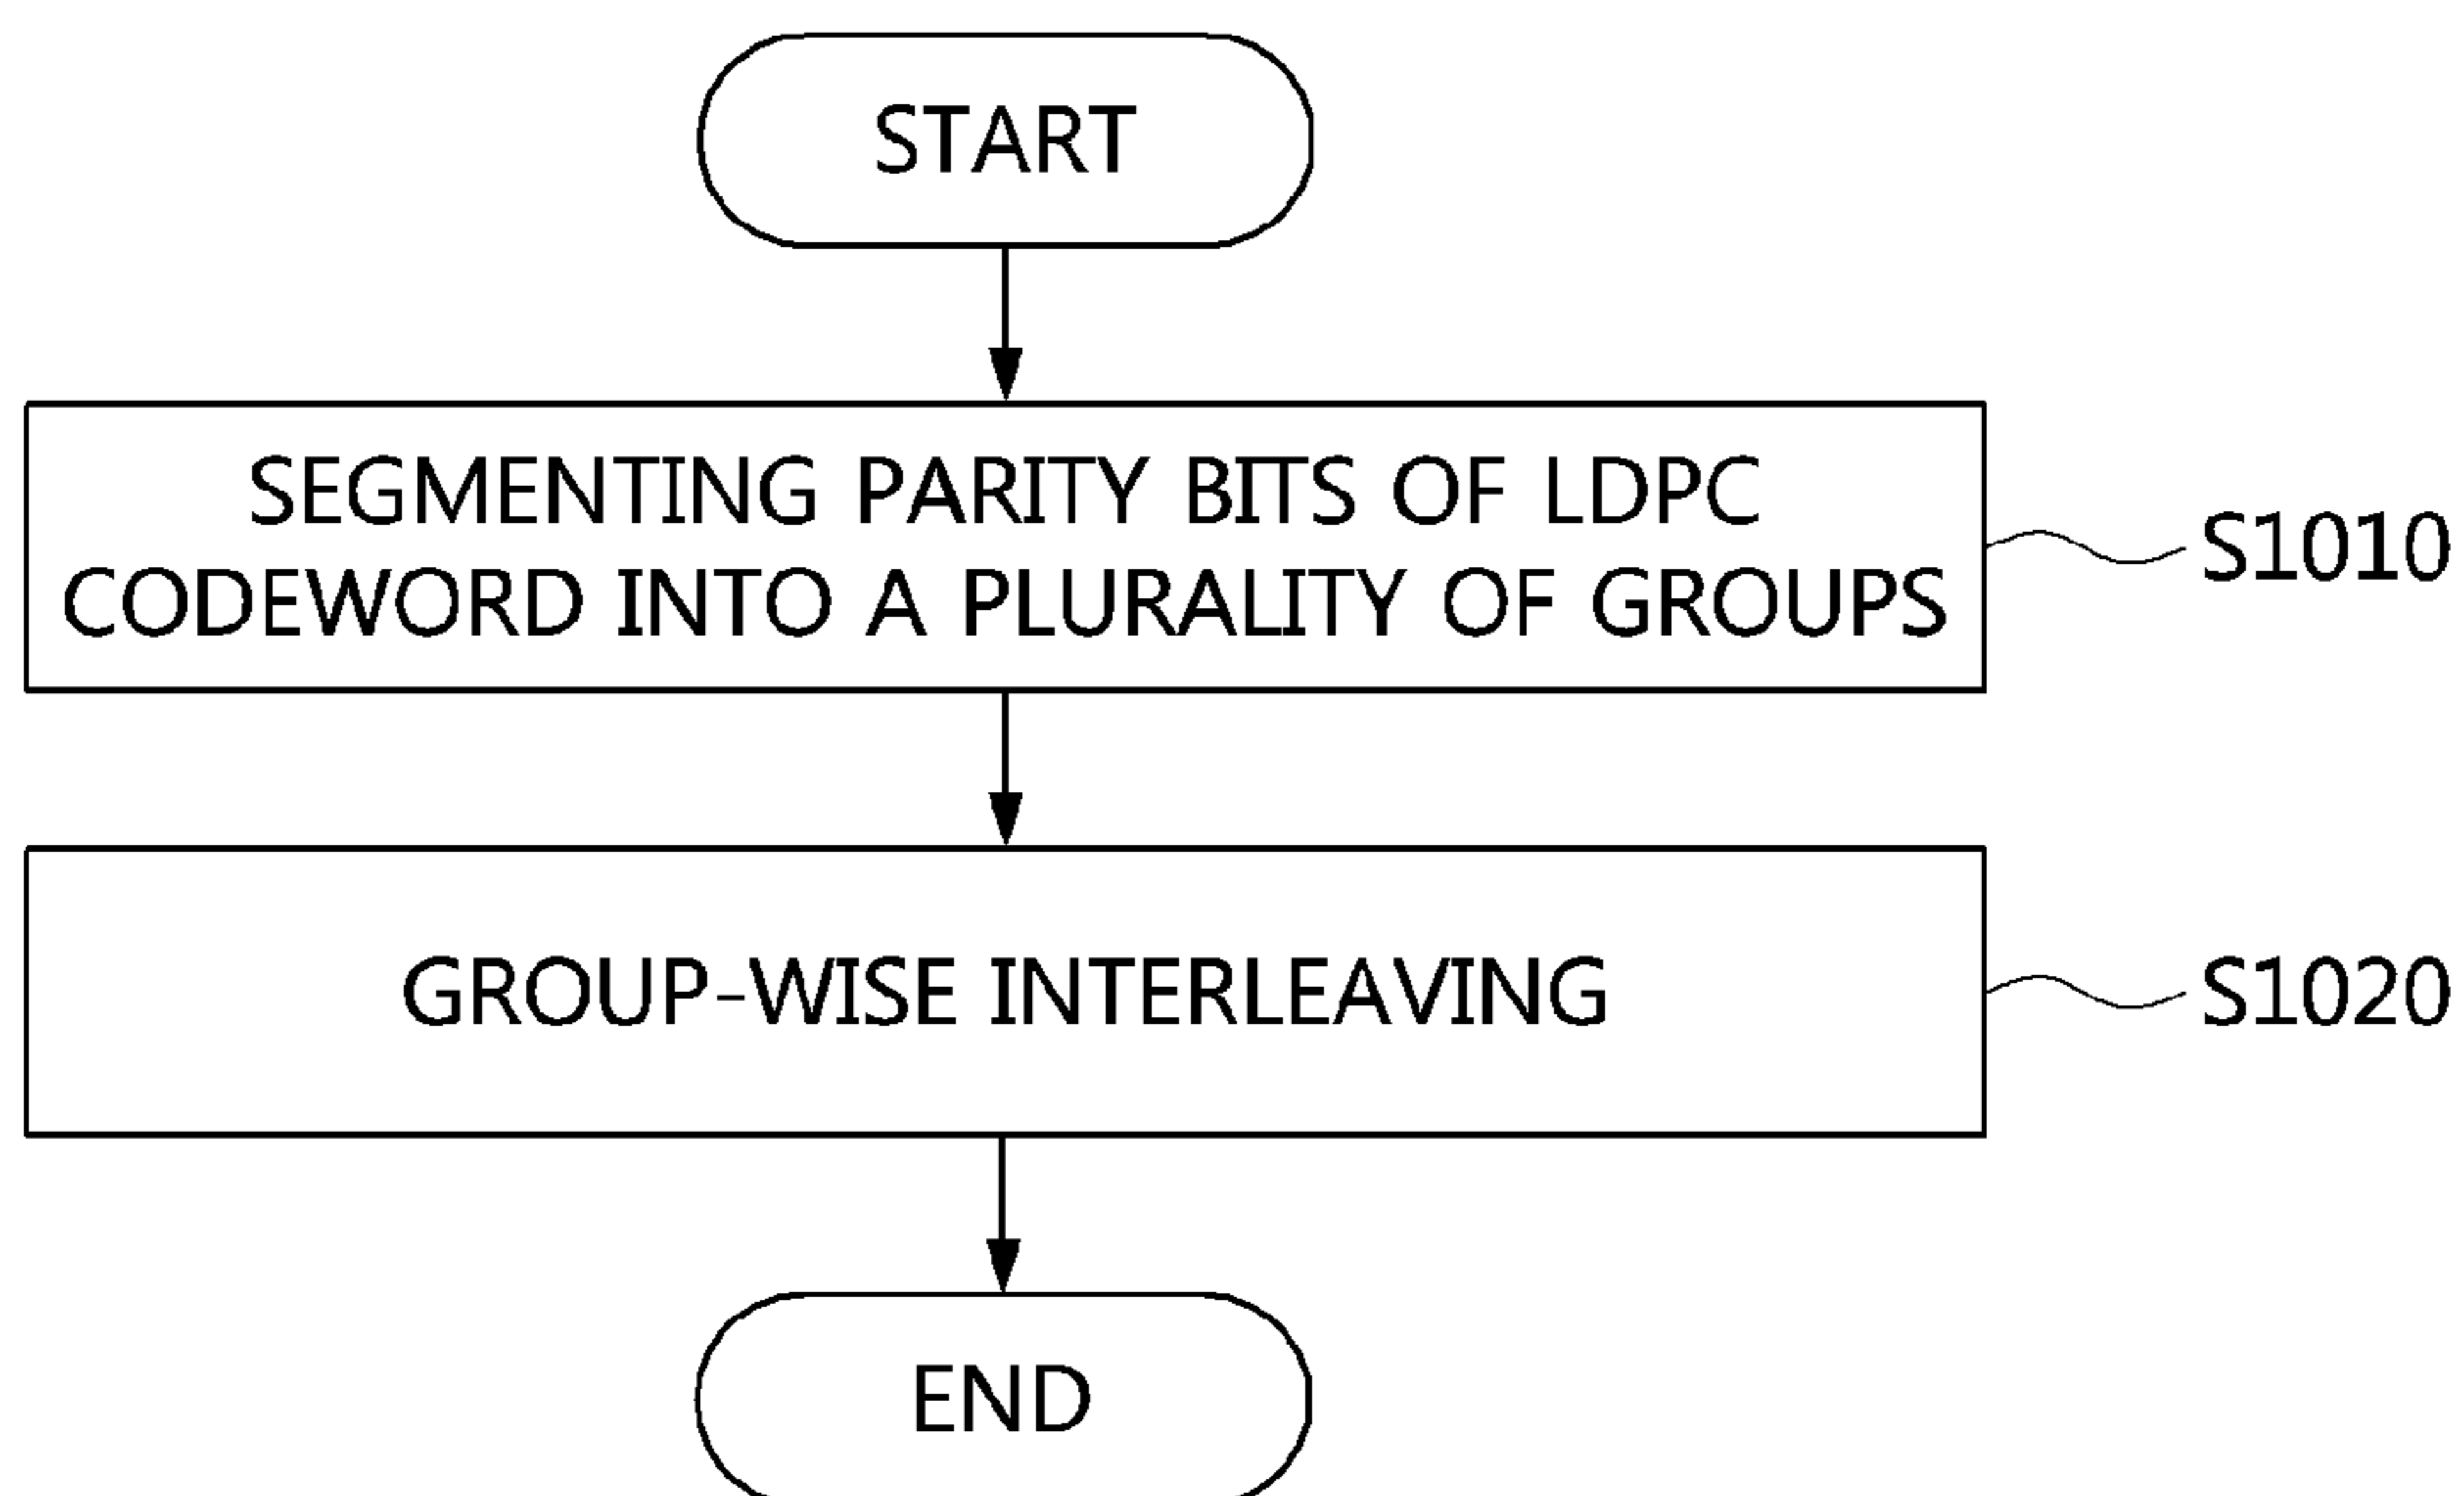 START
SEGMENTING PARITY BITS OF LDPC
CODEWORD INTO A PLURALITY OF GROUPS
S1010
GROUP-WISE INTERLEAVING
S1020
END